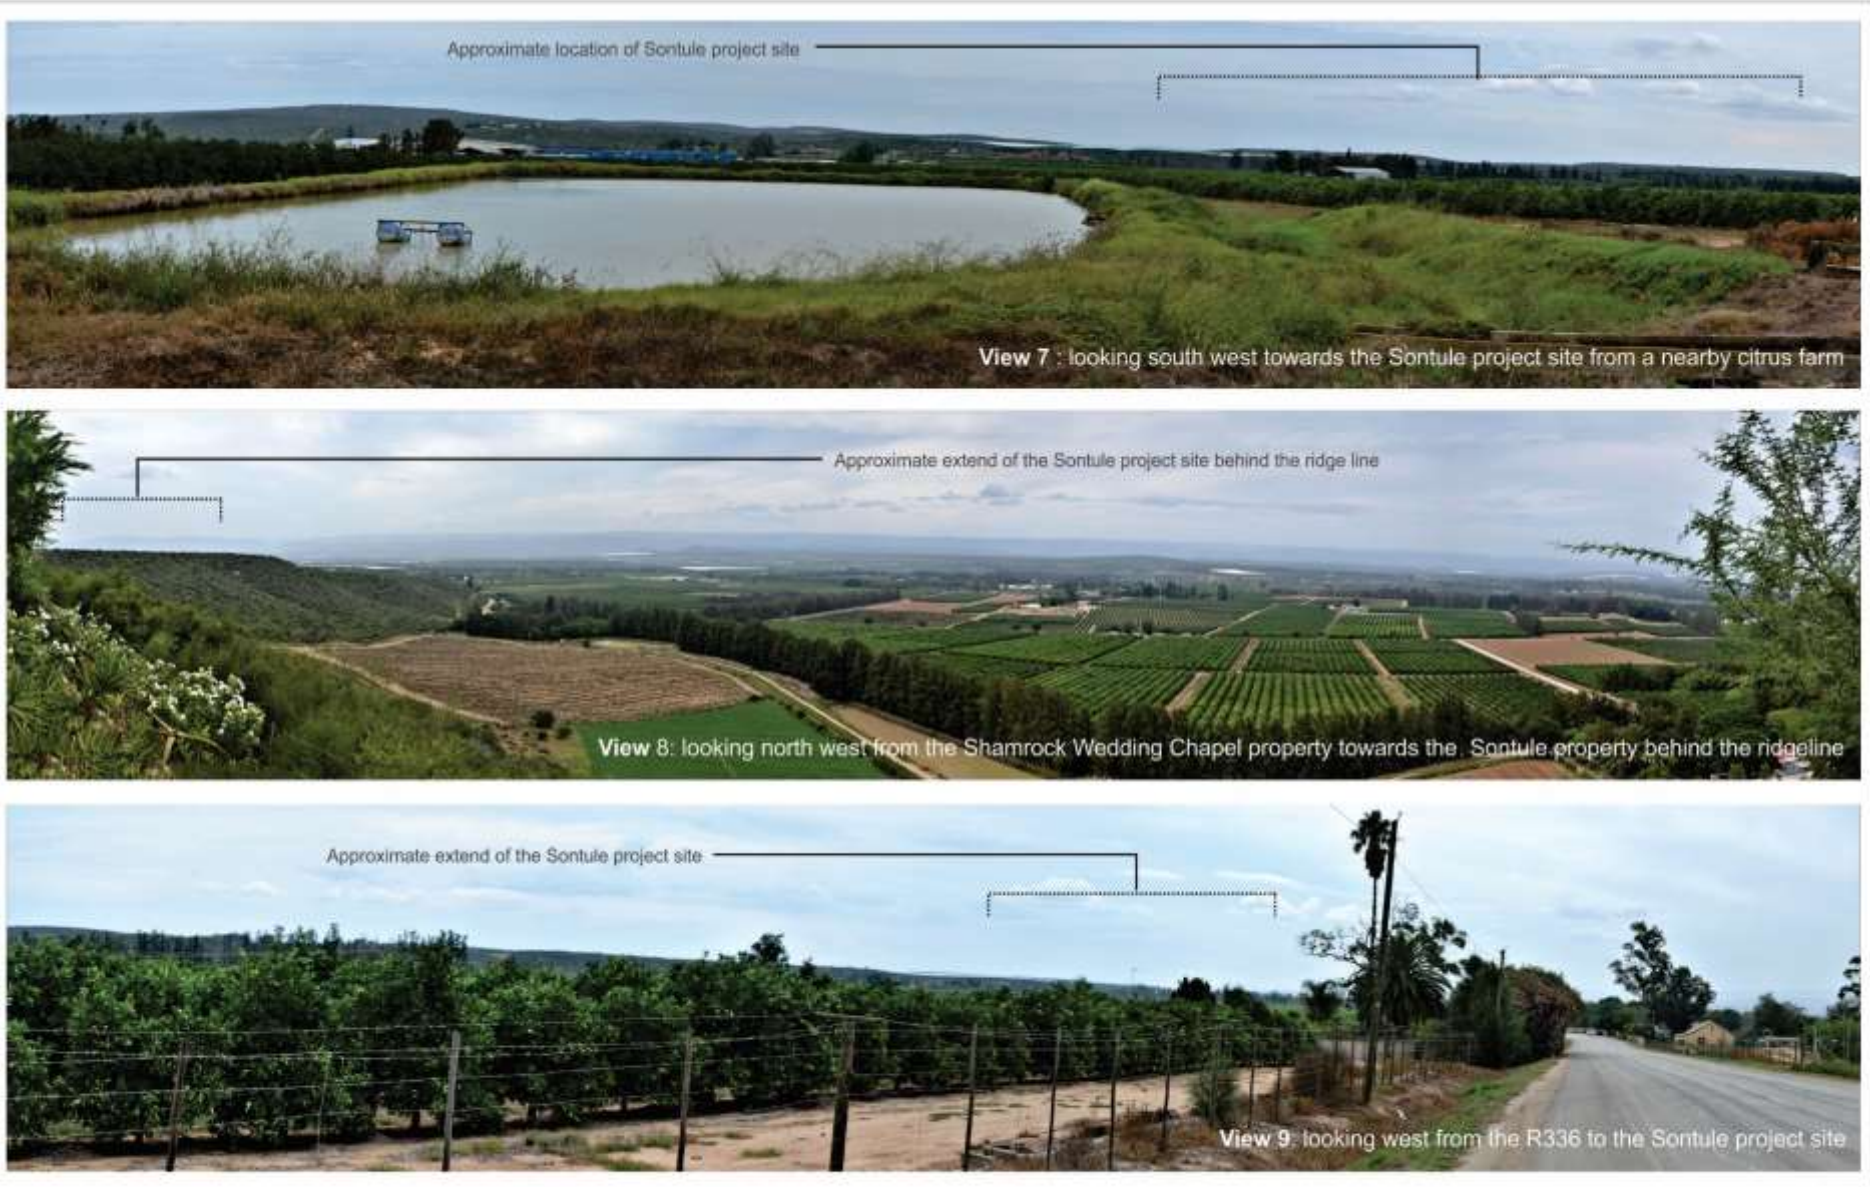 Approximate location of Sontule project site
View 7 : looking south west towards the Sontule project site from a nearby citrus farm
Approximate extend of the Sontule project site behind the ridge line
View 8: looking north west from the Shamrock Wedding Chapel property towards the Sontule property behind the ridgeline
Approximate extend of the Sontule project site
View 9: looking west from the R336 to the Sontule project site